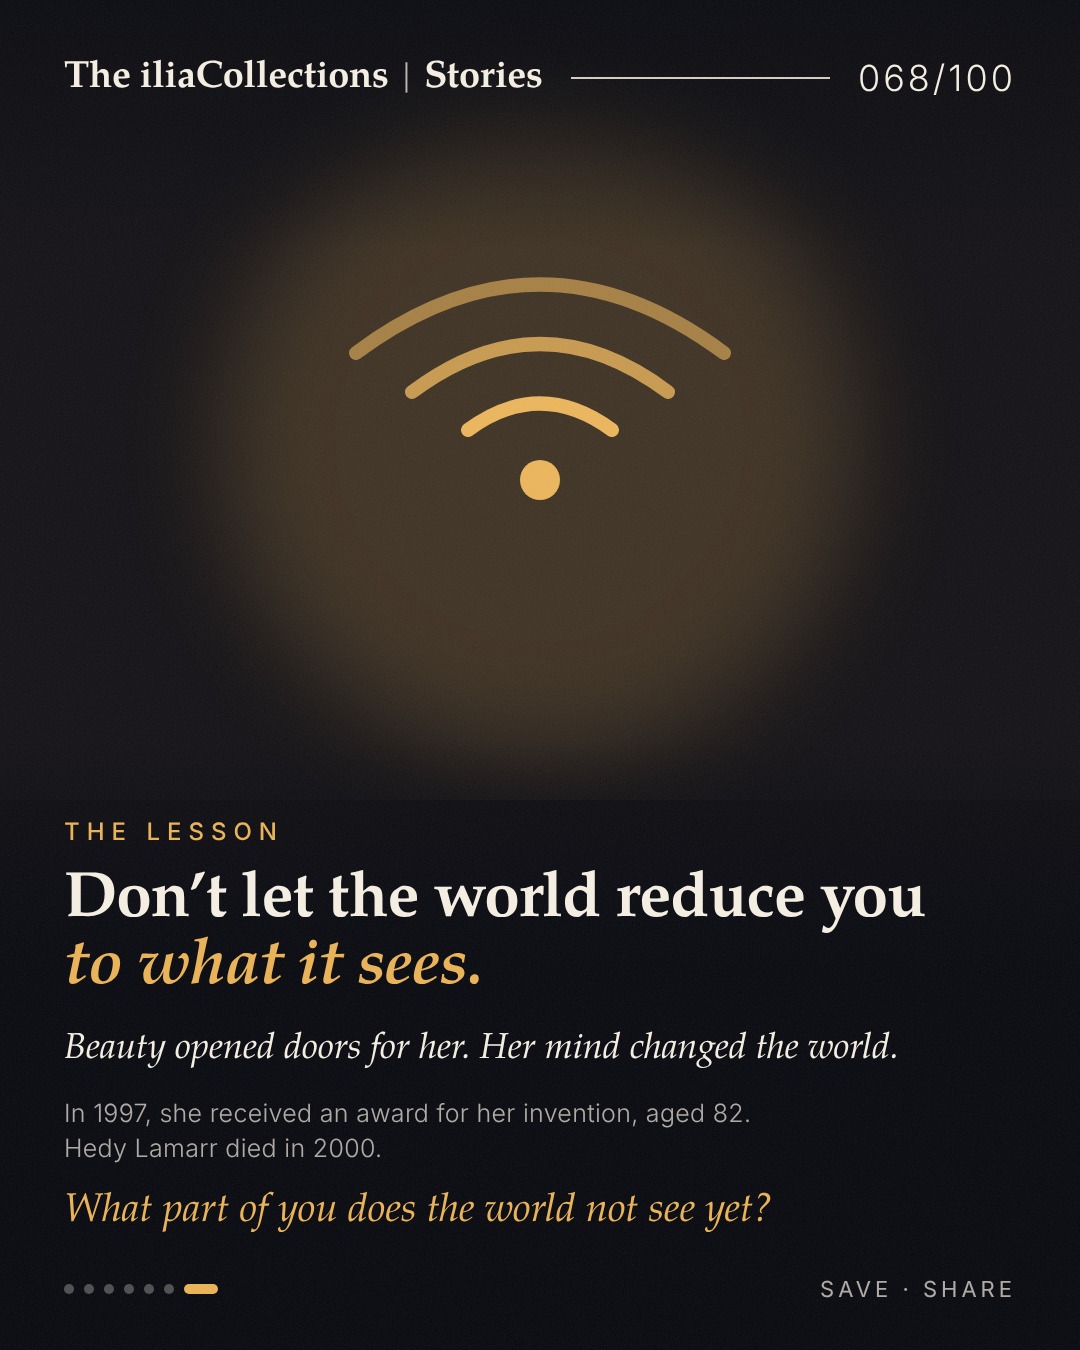 The iliaCollections | Stories 068/100
THE LESSON
Don’t let the world reduce you
to what it sees.
Beauty opened doors for her. Her mind changed the world.
In 1997, she received an award for her invention, aged 82.
Hedy Lamarr died in 2000.
What part of you does the world not see yet?
SAVE · SHARE